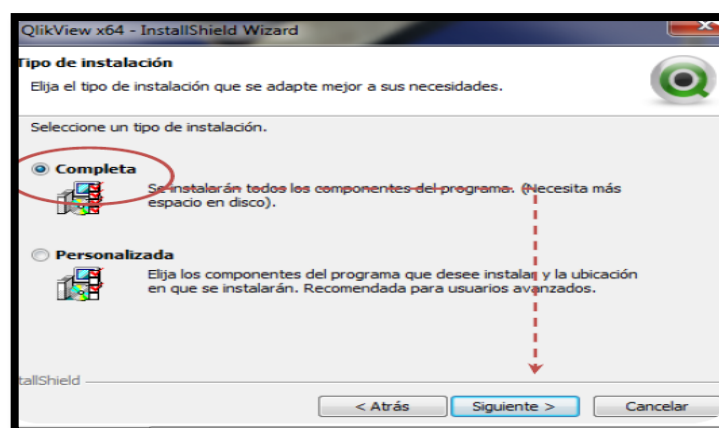 QlikView x64 - InstallShield Wizard
Tipo de instalación
Elija el tipo de instalación que se adapte mejor a sus necesidades.
Seleccione un tipo de instalación.
Completa
Se instalarán todos los componentes del programa. (Necesita más
espacio en disco).
Personalizada
Elija los componentes del programa que desee instalar y la ubicación
en que se instalarán. Recomendada para usuarios avanzados.
tallShield
< Atrás
Siguiente >
Cancelar